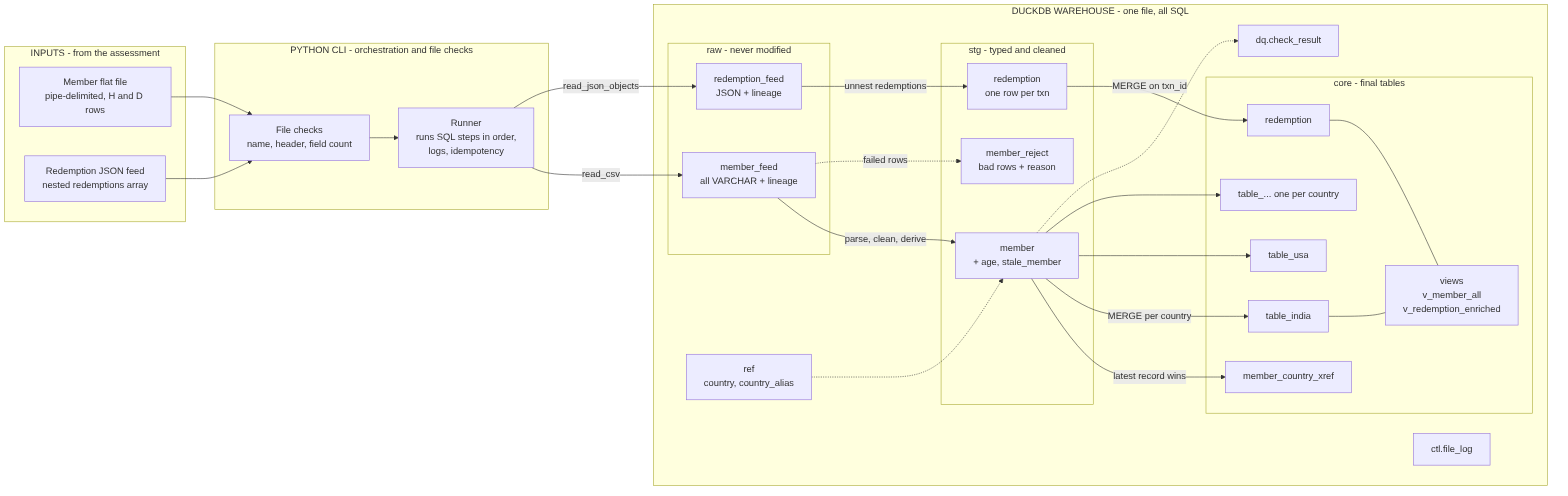 INPUTS - from the assessment
Member flat file
pipe-delimited, H and D
rows
Redemption JSON feed
nested redemptions array
PYTHON CLI - orchestration and file checks
File checks
name, header, field count
Runner
runs SQL steps in order,
logs, idempotency
read_json_objects
read_csv
DUCKDB WAREHOUSE - one file, all SQL
raw - never modified
redemption_feed
JSON + lineage
member_feed
all VARCHAR + lineage
unnest redemptions
failed rows
parse, clean, derive
ref
country, country_alias
stg - typed and cleaned
redemption
one row per txn
member_reject
bad rows + reason
member
+ age, stale_member
MERGE on txn_id
MERGE per country
latest record wins
dq.check_result
core - final tables
redemption
table_... one per country
table_usa
table_india
member_country_xref
views
v_member_all
v_redemption_enriched
ctl.file_log